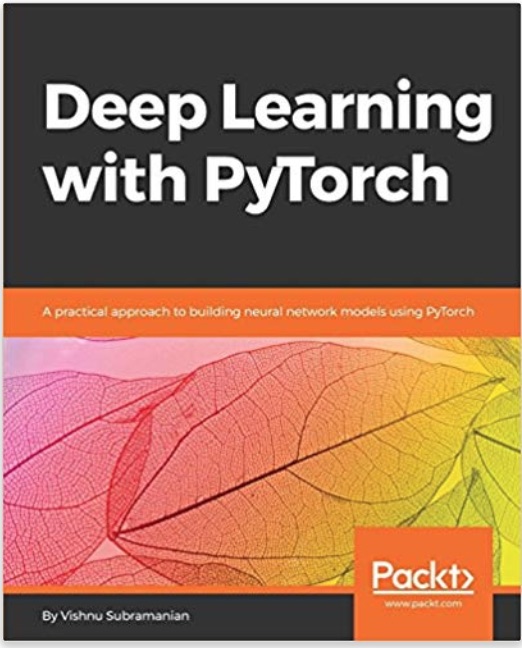 Deep Learning
with PyTorch
A practical approach to building neural network models using PyTorch
Packt>
www.packt.com
By Vishnu Subramanian